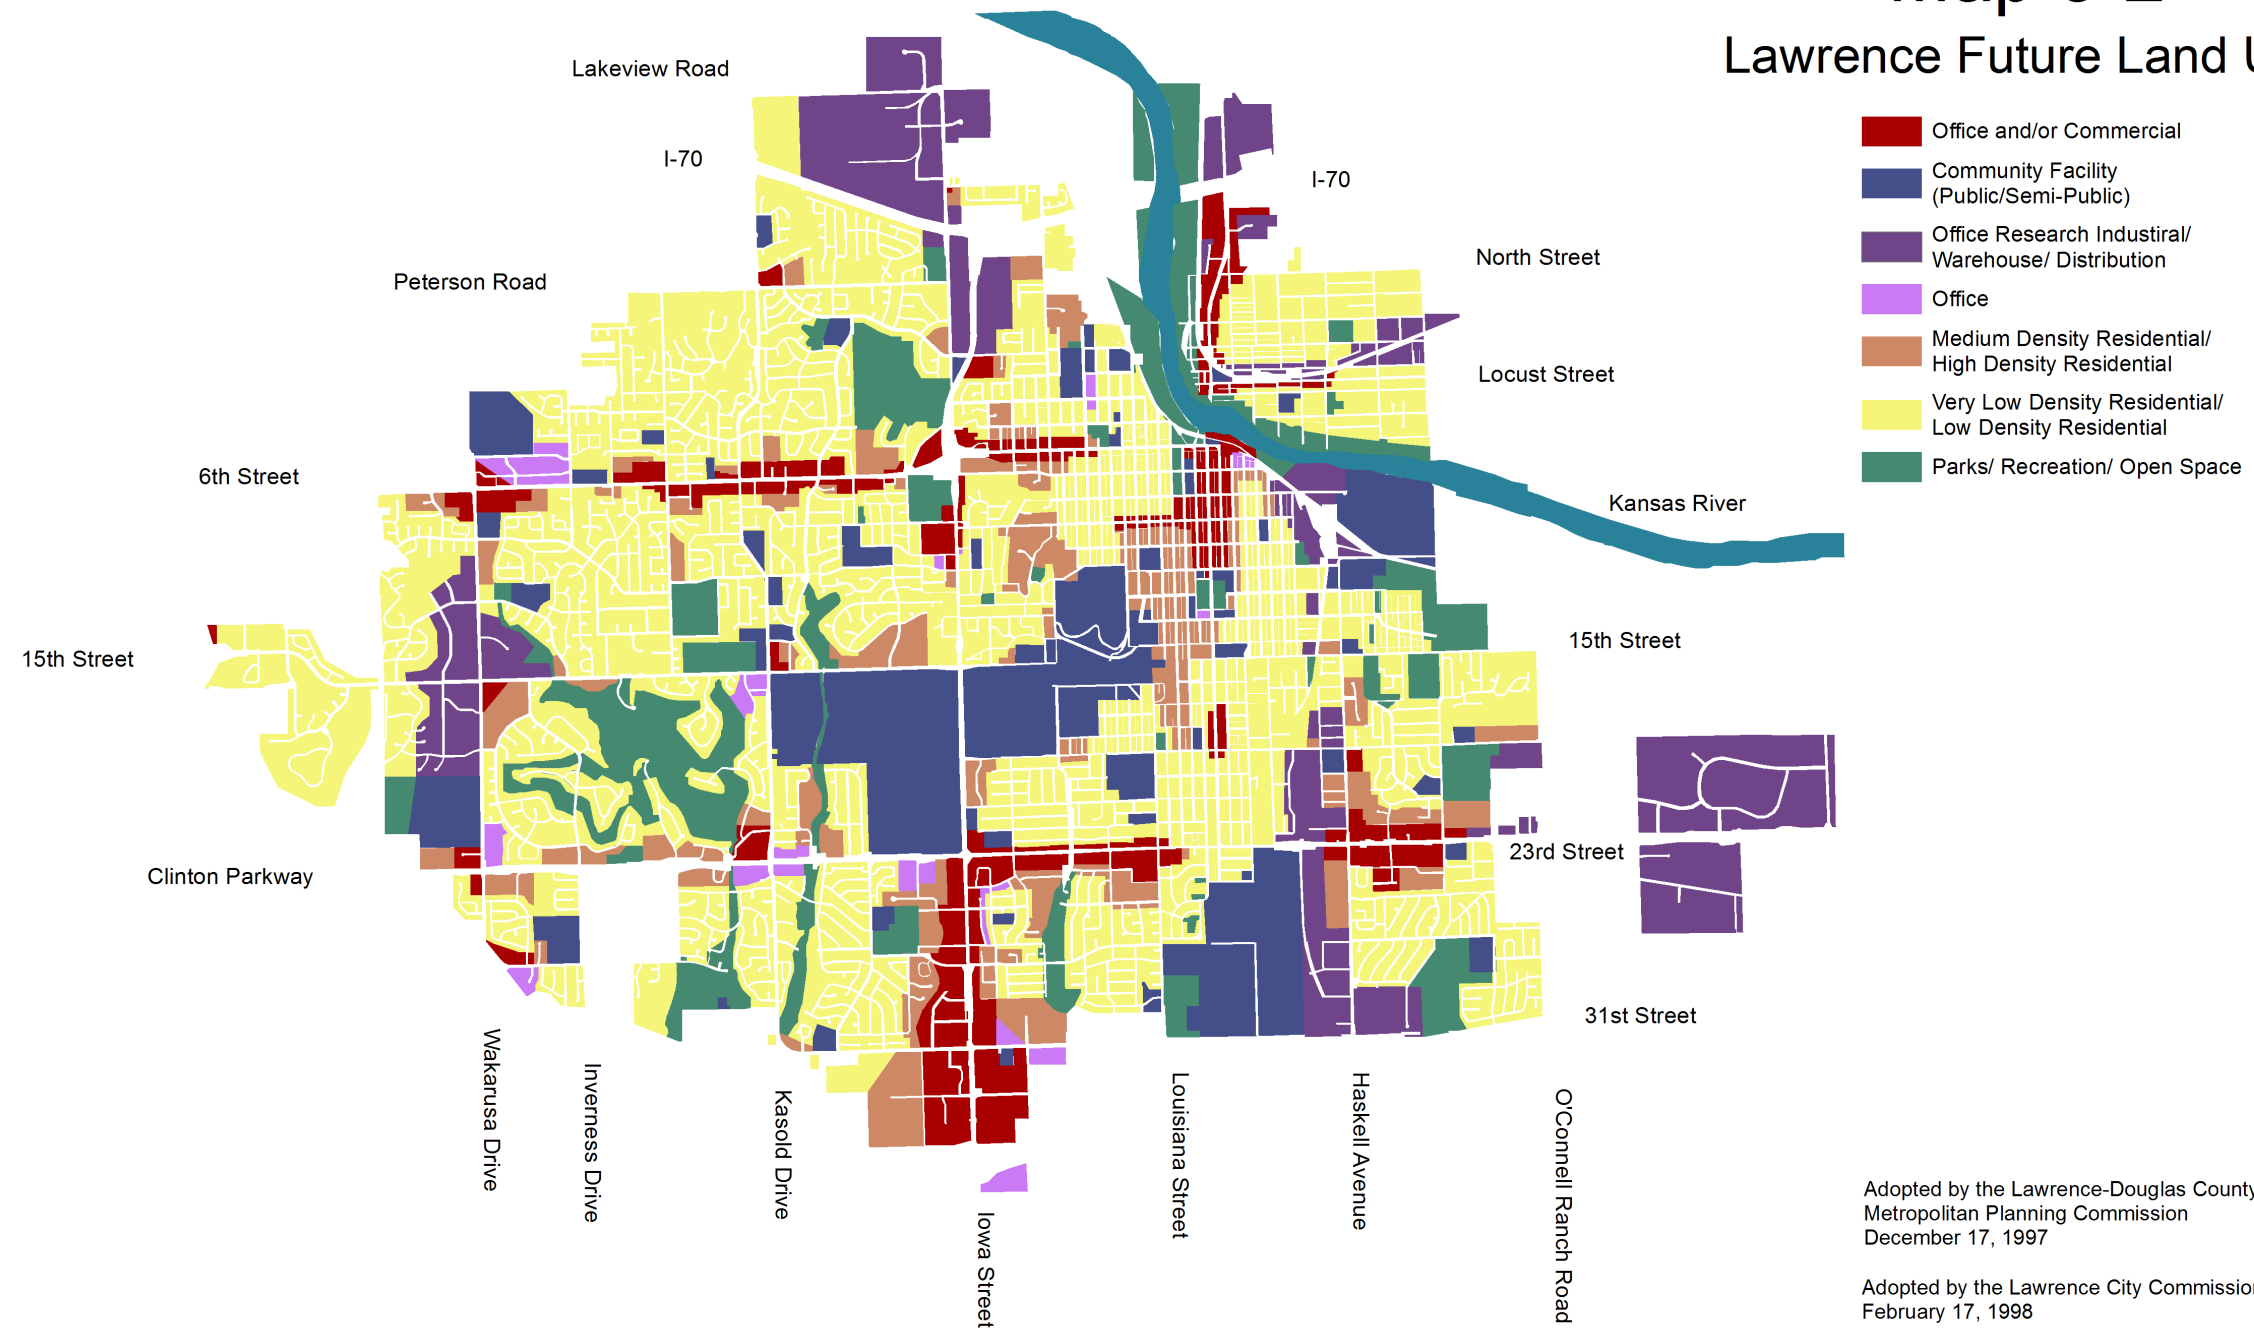 Lawrence Future Land
Lakeview Road
I-70
I-70
Peterson Road
North Street
Locust Street
6th Street
Kansas River
15th Street
15th Street
23rd Street
Clinton Parkway
31st Street
Wakarusa Drive
Inverness Drive
Kasold Drive
Iowa Street
Louisiana Street
Haskell Avenue
O'Connell Ranch Road
Office and/or Commercial
Community Facility
(Public/Semi-Public)
Office Research Industiral/
Warehouse/ Distribution
Office
Medium Density Residential/
High Density Residential
Very Low Density Residential/
Low Density Residential
Parks/ Recreation/ Open Space
Adopted by the Lawrence-Douglas County
Metropolitan Planning Commission
December 17, 1997
Adopted by the Lawrence City Commission
February 17, 1998